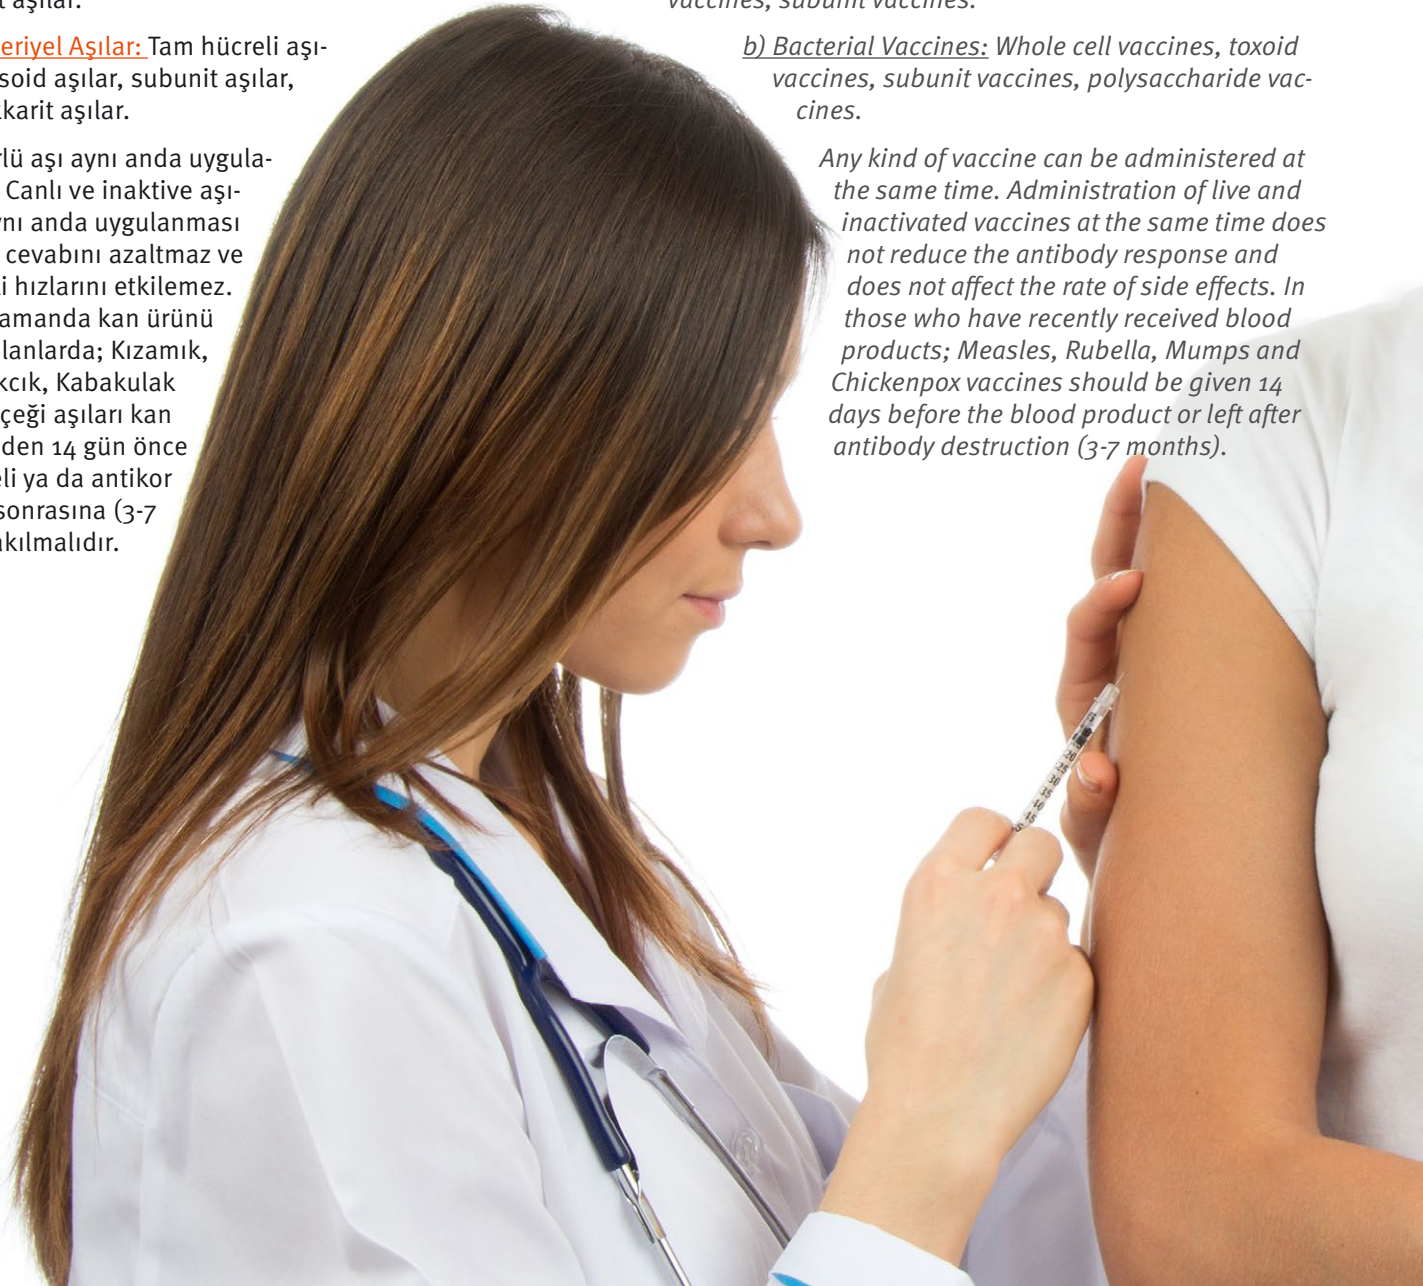 t aşılar.
eriyel Aşılar: Tam hücreli aşı-
soid aşılar, subunit aşılar,
karit aşılar.
rlü aşı aynı anda uygula-
Canlı ve inaktive aşı-
ynı anda uygulanması
cevabını azaltmaz ve
i hızlarını etkilemez.
amanda kan ürünü
lanlarda; Kızamık,
kcık, Kabakulak
çeği aşıları kan
den 14 gün önce
eli ya da antikor
sonrasına (3-7
akılmalıdır.
vaccines, subunit vaccines.
b) Bacterial Vaccines: Whole cell vaccines, toxoid
vaccines, subunit vaccines, polysaccharide vac-
cines.
Any kind of vaccine can be administered at
the same time. Administration of live and
inactivated vaccines at the same time does
not reduce the antibody response and
does not affect the rate of side effects. In
those who have recently received blood
products; Measles, Rubella, Mumps and
Chickenpox vaccines should be given 14
days before the blood product or left after
antibody destruction (3-7 months).